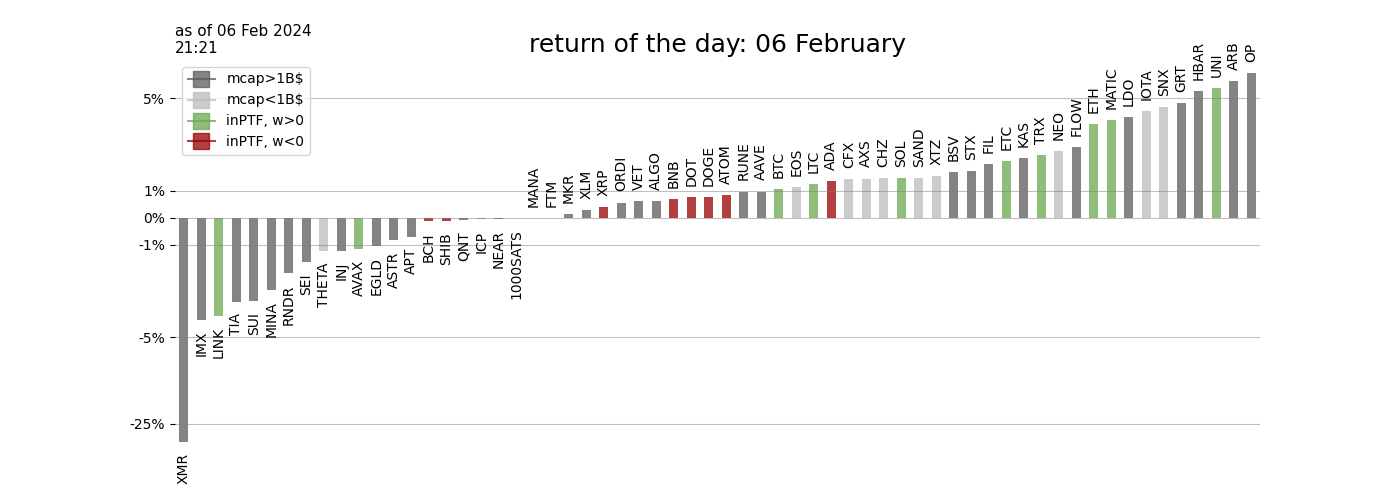 as of 06 Feb 2024
21:21
return of the day: 06 February
mcap>1B$
mcap<1B$
inPTF, w>0
inPTF, w<0
5%
1%
0%
-1%
-5%
-25%
XMR
IMX
LINK
TIA
SUI
MINA
RNDR
SEI
THETA
INJ
AVAX
EGLD
ASTR
APT
BCH
SHIB
QNT
ICP
NEAR
1000SATS
MANA
FTM
MKR
XLM
XRP
ORDI
VET
ALGO
BNB
DOT
DOGE
ATOM
RUNE
AAVE
BTC
EOS
LTC
ADA
CFX
AXS
CHZ
SOL
SAND
XTZ
BSV
STX
FIL
ETC
KAS
TRX
NEO
FLOW
ETH
MATIC
LDO
IOTA
SNX
GRT
HBAR
UNI
ARB
OP